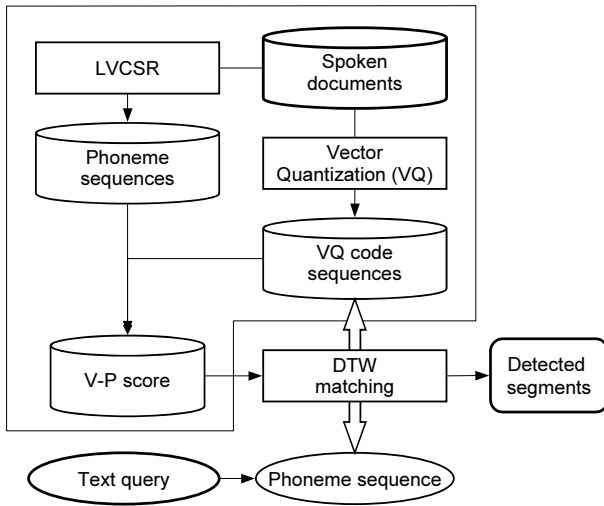 LVCSR
Spoken
documents
Phoneme
sequences
Vector
Quantization (VQ)
VQ code
sequences
V-P score
DTW
matching
Detected
segments
Text query
Phoneme sequence